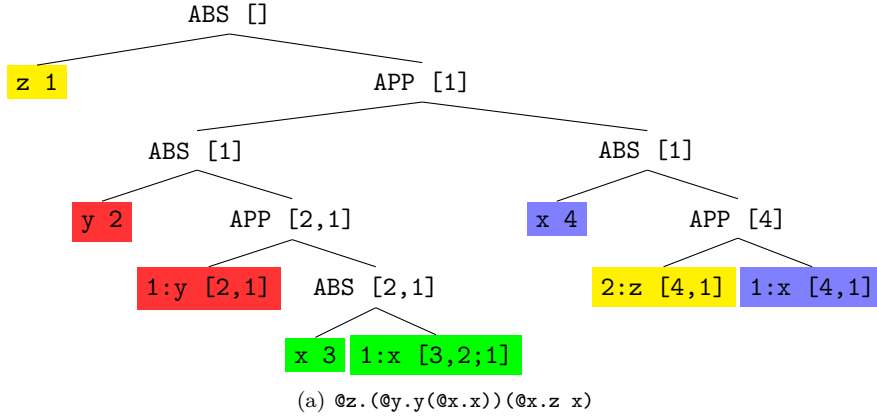 ABS []
z 1 APP [1]
ABS [1] ABS [1]
y 2 APP [2,1] x 4 APP [4]
1:y [2,1] ABS [2,1] 2:z [4,1] 1:x [4,1]
x 3 1:x [3,2;1]
(a) @z.(@y.y(@x.x))(@x.z x)